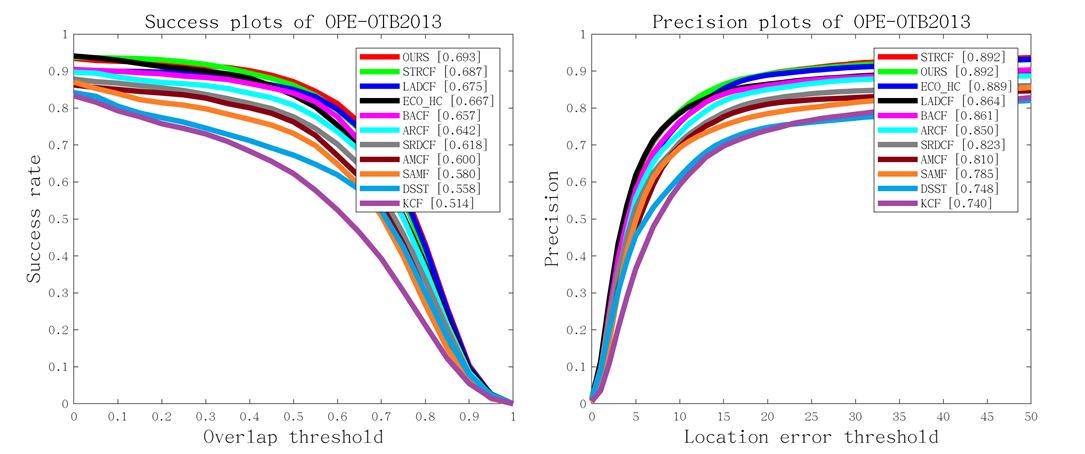 Success plots of OPE-OTB2013
1
0.9
0.8
0.7
0.6
0.5
0.4
0.3
0.2
0.1
0
Success rate
OURS [0.693]
STRCF [0.687]
LADCF [0.675]
ECO_HC [0.667]
BACF [0.657]
ARCF [0.642]
SRDCF [0.618]
AMCF [0.600]
SAMF [0.580]
DSST [0.558]
KCF [0.514]
0 0.1 0.2 0.3 0.4 0.5 0.6 0.7 0.8 0.9 1
Overlap threshold
Precision plots of OPE-OTB2013
1
0.9
0.8
0.7
0.6
0.5
0.4
0.3
0.2
0.1
0
Precision
STRCF [0.892]
OURS [0.892]
ECO_HC [0.889]
LADCF [0.864]
BACF [0.861]
ARCF [0.850]
SRDCF [0.823]
AMCF [0.810]
SAMF [0.785]
DSST [0.748]
KCF [0.740]
0 5 10 15 20 25 30 35 40 45 50
Location error threshold